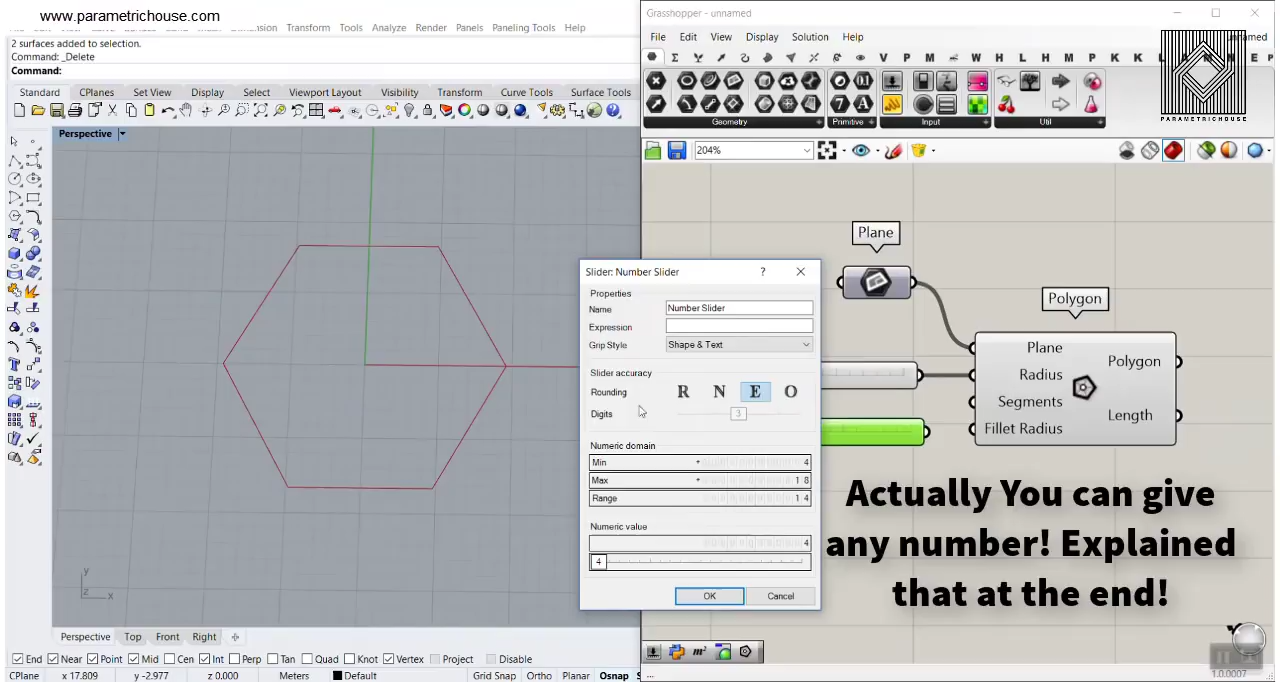 www.parametrichouse.com
Transform Tools Analyze Render Panels Paneling Tools Help
2 surfaces added to selection.
Command: _Delete
Command:
Standard CPlanes Set View Display Select Viewport Layout Visibility Transform Curve Tools Surface Tools
Perspective
y
z x
Perspective Top Front Right
End Near Point Mid Cen Int Perp Tan Quad Knot Vertex Project Disable
CPlane x 17.809 y -2.977 z 0.000 Meters Default Grid Snap Ortho Planar Osnap
Grasshopper - unnamed
File Edit View Display Solution Help
unnamed
V P M W H L H L M P K K L
E P
PARAMETRICHOUSE
Geometry Primitive Input Util
204%
Plane
Polygon
Plane
Radius
Segments
Fillet Radius
Polygon
Length
Slider: Number Slider
?
Properties
Name Number Slider
Expression
Grip Style Shape & Text
Slider accuracy
Rounding R N E O
Digits 3
Numeric domain
Min + 4
Max + 1 8
Range 1 4
Numeric value
4
4
OK Cancel
Actually You can give
any number! Explained
that at the end!
m²
...
1.0.0007